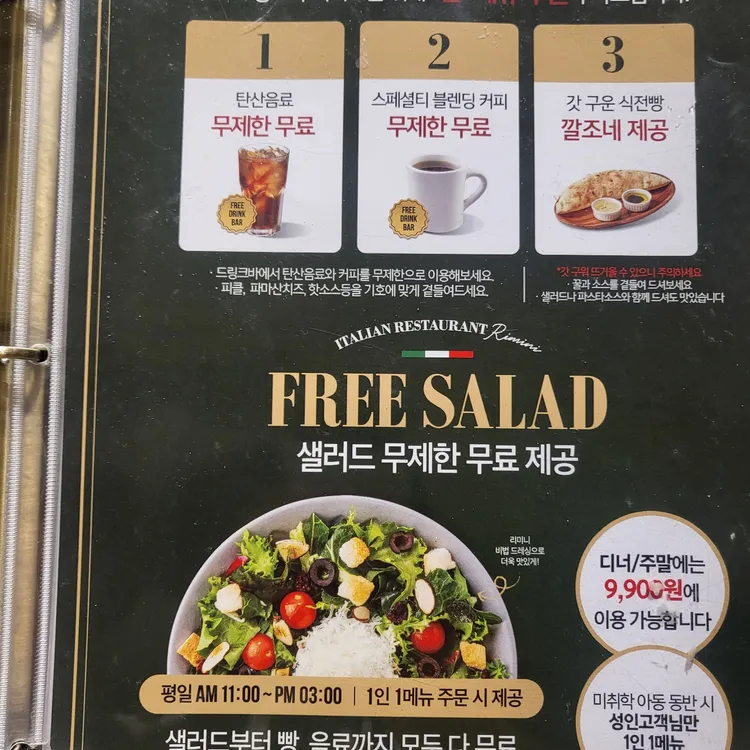 1
탄산음료
무제한 무료
FREE
DRINK
BAR
2
스페셜티 블렌딩 커피
무제한 무료
FREE
DRINK
BAR
3
갓 구운 식전빵
깔조네 제공
· 드링크바에서 탄산음료와 커피를 무제한으로 이용해보세요.
· 피클, 파마산치즈, 핫소스등을 기호에 맞게 곁들여드세요.
*갓 구워 뜨거울 수 있으니 주의하세요
· 꿀과 소스를 곁들여 드셔보세요
· 샐러드나 파스타소스와 함께 드셔도 맛있습니다
ITALIAN RESTAURANT Rimini
FREE SALAD
샐러드 무제한 무료 제공
리미니
비법 드레싱으로
더욱 맛있게!
디너/주말에는
9,900원에
이용 가능합니다
평일 AM 11:00 ~ PM 03:00 | 1인 1메뉴 주문 시 제공
미취학 아동 동반 시
성인고객님만
1인 1메뉴
샐러드부터 빵, 음료까지 모두 다 무료